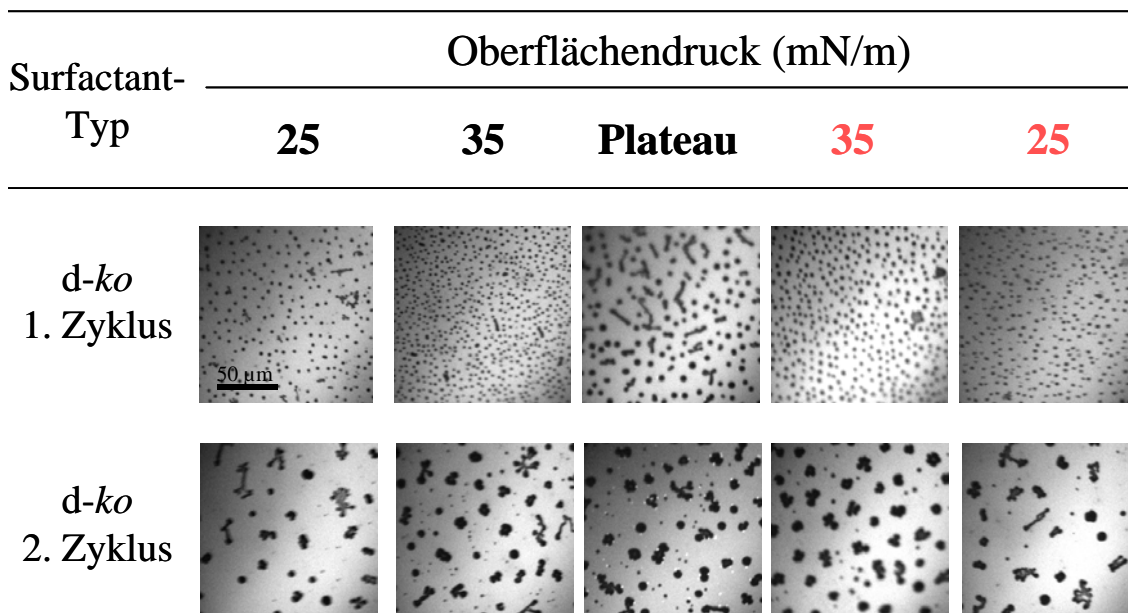 Oberflächendruck (mN/m)
Surfactant-
Typ
25 35 Plateau 35 25
d-ko
1. Zyklus
50 µm
d-ko
2. Zyklus